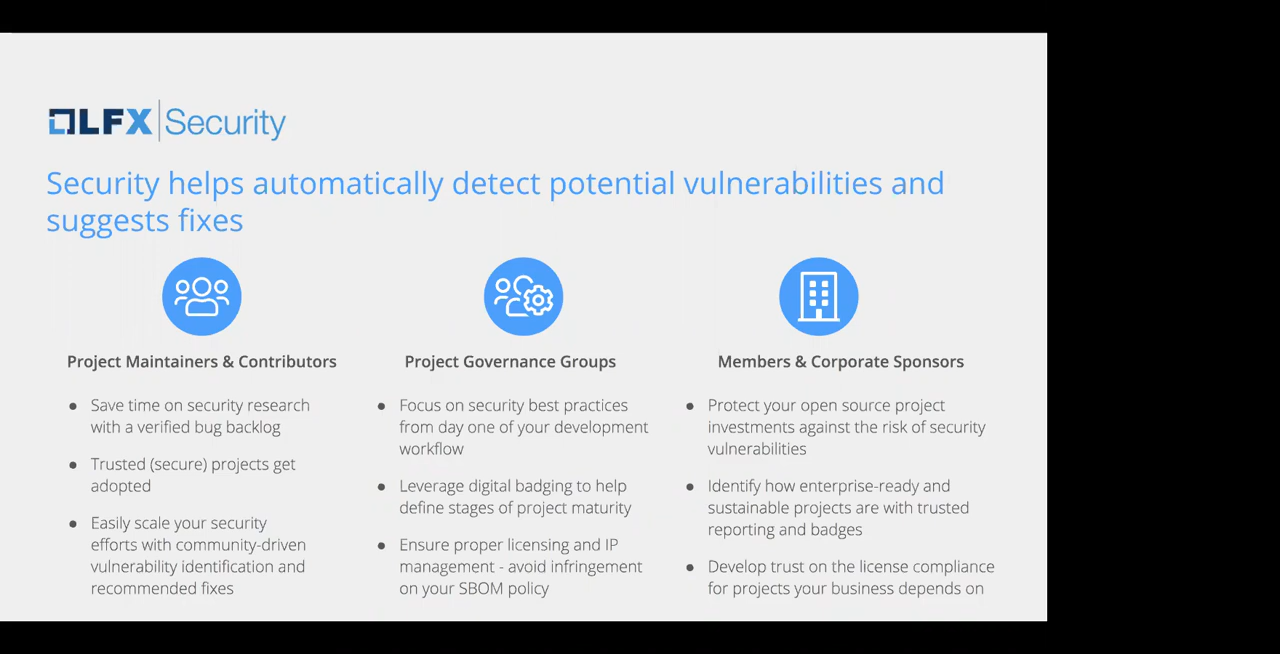 LFX Security
Security helps automatically detect potential vulnerabilities and
suggests fixes
Project Maintainers & Contributors
● Save time on security research
with a verified bug backlog
● Trusted (secure) projects get
adopted
● Easily scale your security
efforts with community-driven
vulnerability identification and
recommended fixes
Project Governance Groups
● Focus on security best practices
from day one of your development
workflow
● Leverage digital badging to help
define stages of project maturity
● Ensure proper licensing and IP
management - avoid infringement
on your SBOM policy
Members & Corporate Sponsors
● Protect your open source project
investments against the risk of security
vulnerabilities
● Identify how enterprise-ready and
sustainable projects are with trusted
reporting and badges
● Develop trust on the license compliance
for projects your business depends on